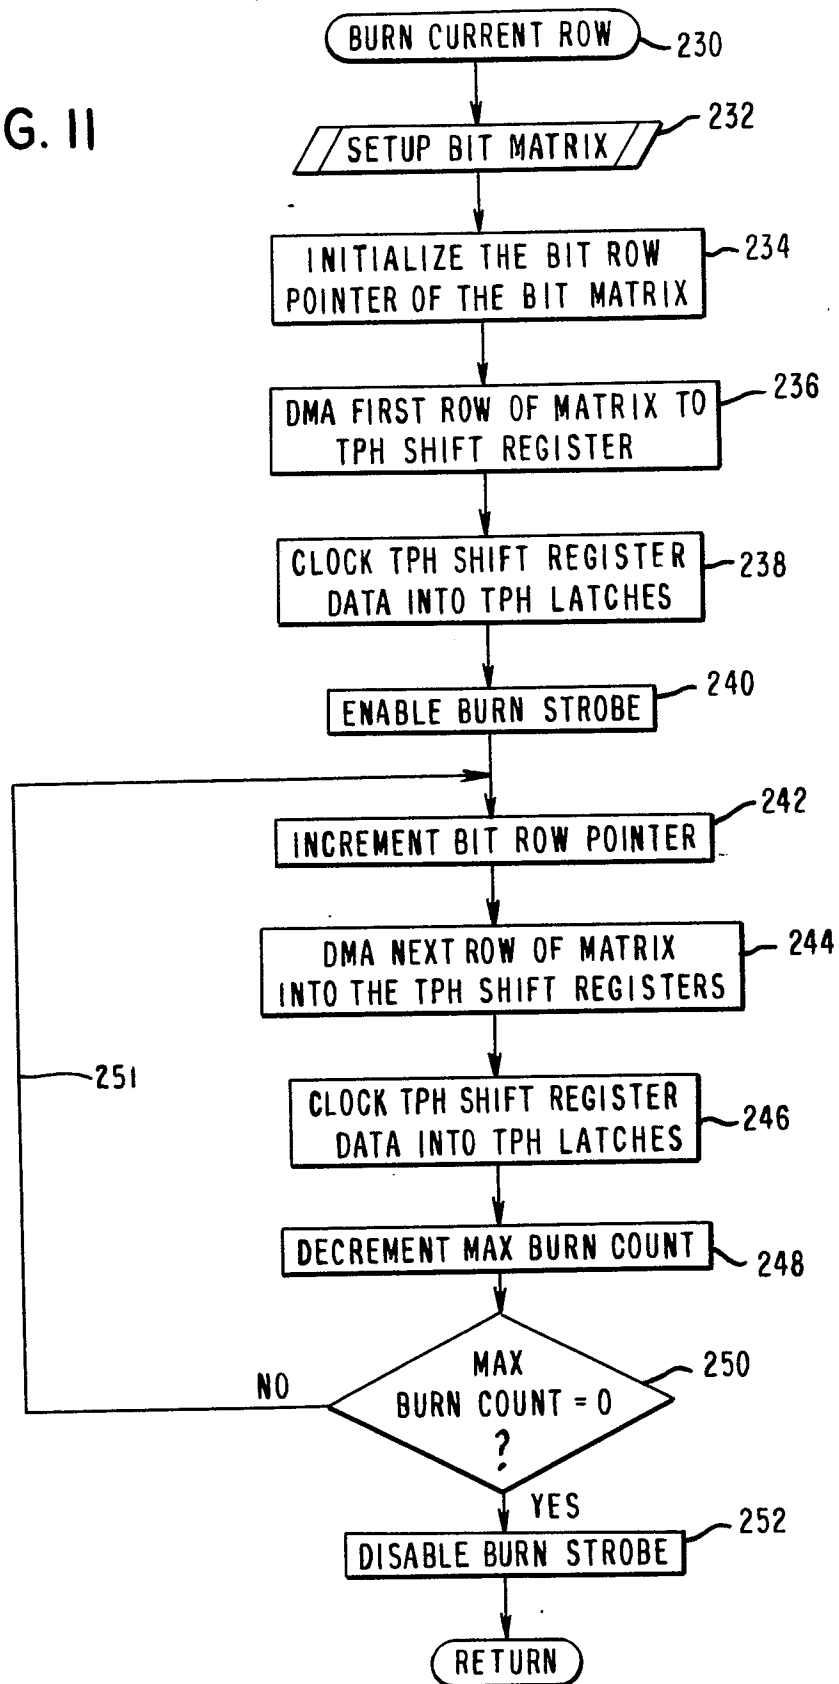 BURN CURRENT ROW
230
G. 11
SETUP BIT MATRIX
232
INITIALIZE THE BIT ROW
POINTER OF THE BIT MATRIX
234
DMA FIRST ROW OF MATRIX TO
TPH SHIFT REGISTER
236
CLOCK TPH SHIFT REGISTER
DATA INTO TPH LATCHES
238
ENABLE BURN STROBE
240
INCREMENT BIT ROW POINTER
242
DMA NEXT ROW OF MATRIX
INTO THE TPH SHIFT REGISTERS
244
251
CLOCK TPH SHIFT REGISTER
DATA INTO TPH LATCHES
246
DECREMENT MAX BURN COUNT
248
MAX
BURN COUNT = 0
?
250
NO
YES
DISABLE BURN STROBE
252
RETURN